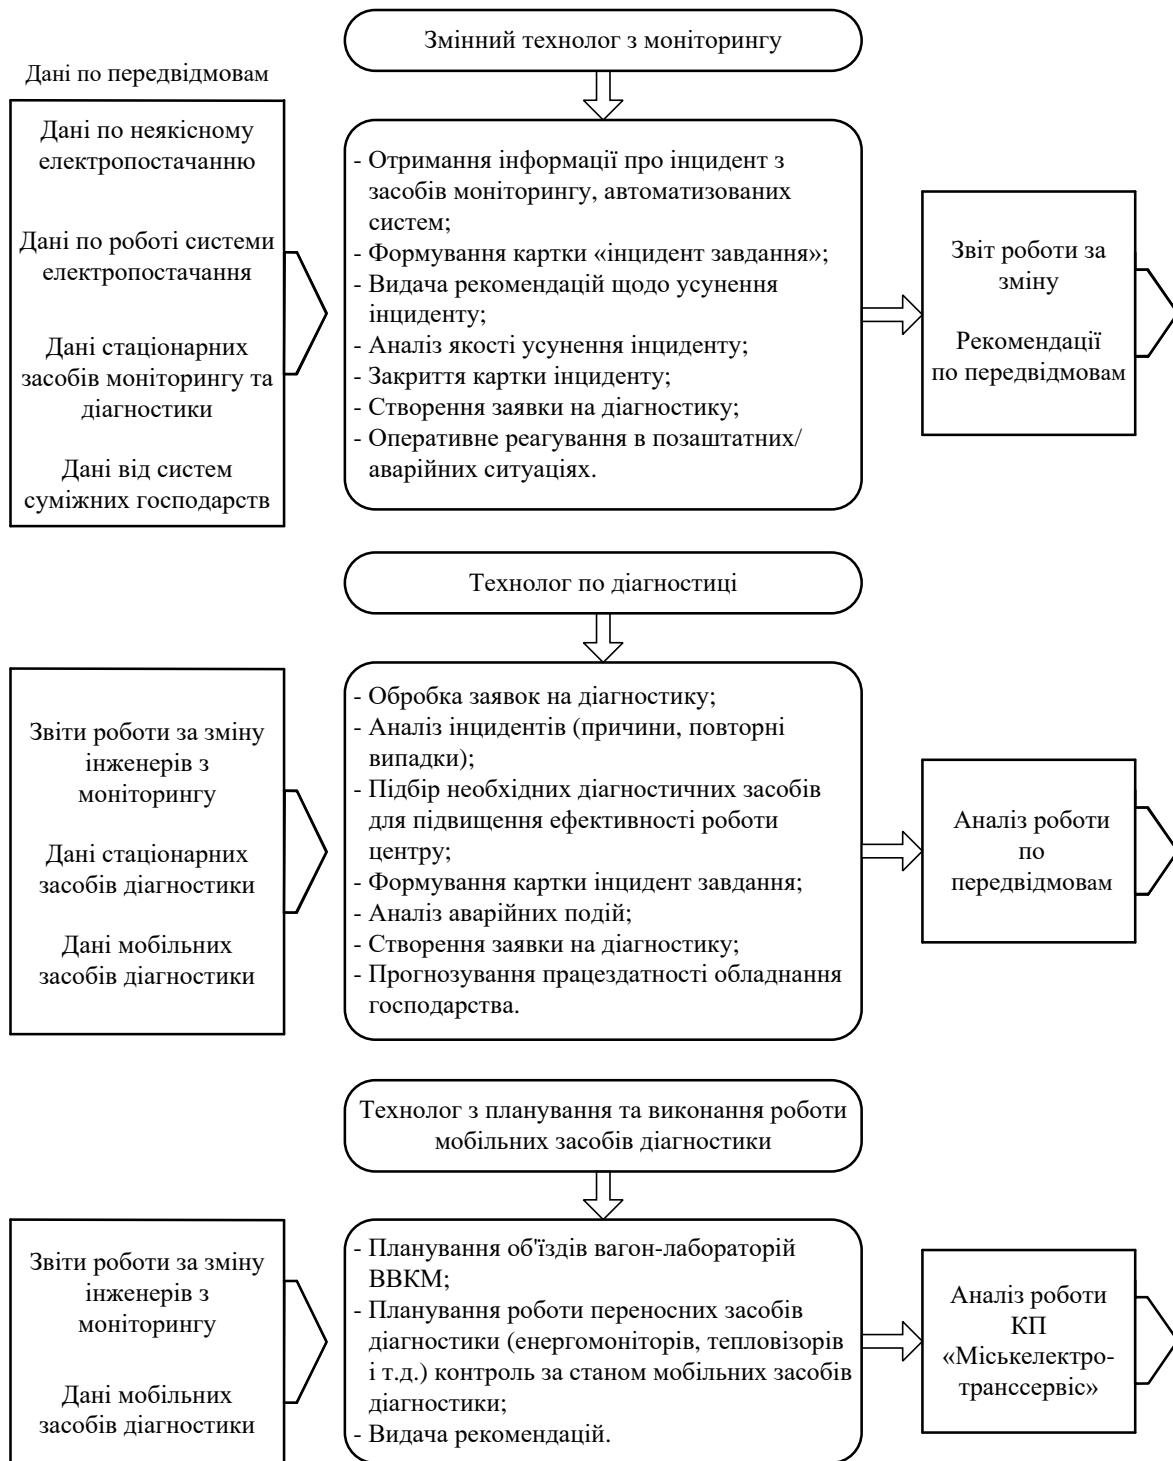 Змінний технолог з моніторингу
Дані по передвідмовам
Дані по неякісному
електропостачанню
Дані по роботі системи
електропостачання
Дані стаціонарних
засобів моніторингу та
діагностики
Дані від систем
суміжних господарств
- Отримання інформації про інцидент з
засобів моніторингу, автоматизованих
систем;
- Формування картки «інцидент завдання»;
- Видача рекомендацій щодо усунення
інциденту;
- Аналіз якості усунення інциденту;
- Закриття картки інциденту;
- Створення заявки на діагностику;
- Оперативне реагування в позаштатних/
аварійних ситуаціях.
Звіт роботи за
зміну
Рекомендації
по передвідмовам
Технолог по діагностиці
Звіти роботи за зміну
інженерів з
моніторингу
Дані стаціонарних
засобів діагностики
Дані мобільних
засобів діагностики
- Обробка заявок на діагностику;
- Аналіз інцидентів (причини, повторні
випадки);
- Підбір необхідних діагностичних засобів
для підвищення ефективності роботи
центру;
- Формування картки інцидент завдання;
- Аналіз аварійних подій;
- Створення заявки на діагностику;
- Прогнозування працездатності обладнання
господарства.
Аналіз роботи
по
передвідмовам
Технолог з планування та виконання роботи
мобільних засобів діагностики
Звіти роботи за зміну
інженерів з
моніторингу
Дані мобільних
засобів діагностики
- Планування об'їздів вагон-лабораторій
ВВКМ;
- Планування роботи переносних засобів
діагностики (енергомоніторів, тепловізорів
і т.д.) контроль за станом мобільних засобів
діагностики;
- Видача рекомендацій.
Аналіз роботи
КП
«Міськелектро-
транссервіс»